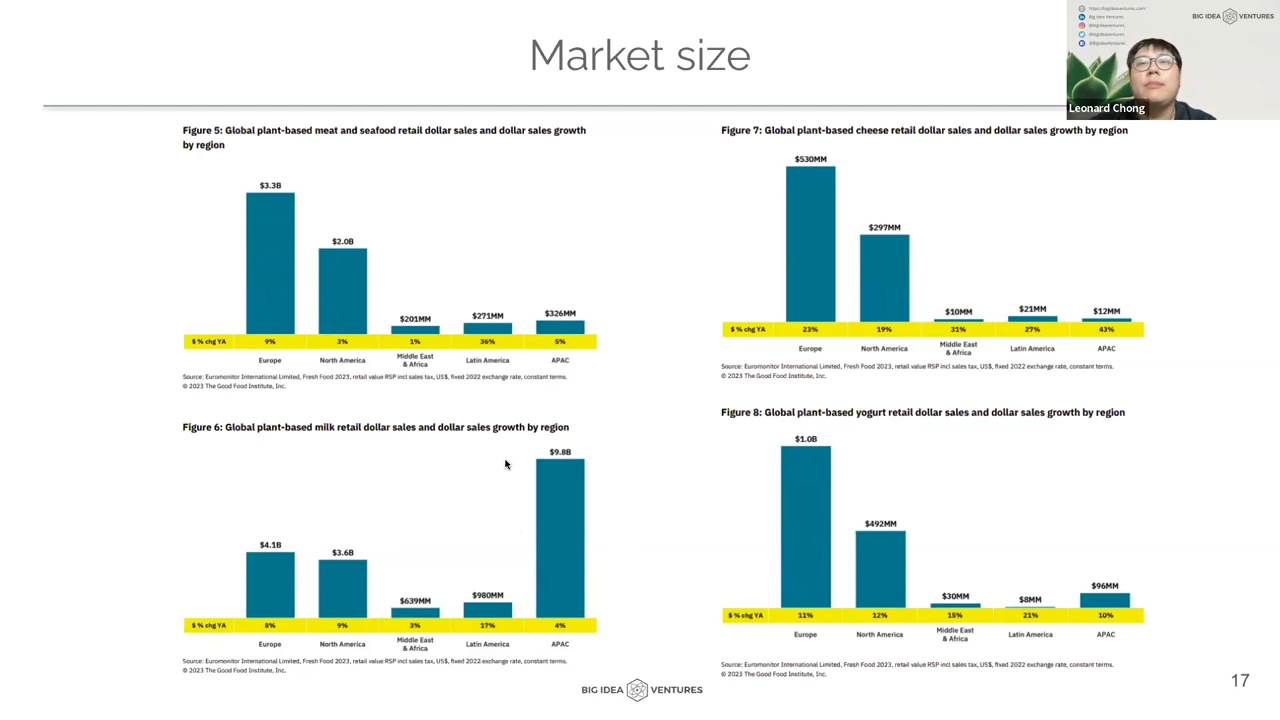 Market size
https://bigideaventures.com/
Big Idea Ventures
@bigideaventures
@bigideaventures
@BigIdeaVentures
BIG IDEA VENTURES
Leonard Chong
Figure 5: Global plant-based meat and seafood retail dollar sales and dollar sales growth
by region
$3.3B
$2.0B
$201MM
$271MM
$326MM
$ % chg YA 9% 3% 1% 36% 5%
Europe North America Middle East & Africa Latin America APAC
Source: Euromonitor International Limited, Fresh Food 2023, retail value RSP incl sales tax, US$, fixed 2022 exchange rate, constant terms.
© 2023 The Good Food Institute, Inc.
Figure 6: Global plant-based milk retail dollar sales and dollar sales growth by region
$4.1B
$3.6B
$639MM
$980MM
$9.8B
$ % chg YA 8% 9% 3% 17% 4%
Europe North America Middle East & Africa Latin America APAC
Source: Euromonitor International Limited, Fresh Food 2023, retail value RSP incl sales tax, US$, fixed 2022 exchange rate, constant terms.
© 2023 The Good Food Institute, Inc.
Figure 7: Global plant-based cheese retail dollar sales and dollar sales growth by region
$530MM
$297MM
$10MM
$21MM
$12MM
$ % chg YA 23% 19% 31% 27% 43%
Europe North America Middle East & Africa Latin America APAC
Source: Euromonitor International Limited, Fresh Food 2023, retail value RSP incl sales tax, US$, fixed 2022 exchange rate, constant terms.
© 2023 The Good Food Institute, Inc.
Figure 8: Global plant-based yogurt retail dollar sales and dollar sales growth by region
$1.0B
$492MM
$30MM
$8MM
$96MM
$ % chg YA 11% 12% 15% 21% 10%
Europe North America Middle East & Africa Latin America APAC
Source: Euromonitor International Limited, Fresh Food 2023, retail value RSP incl sales tax, US$, fixed 2022 exchange rate, constant terms.
© 2023 The Good Food Institute, Inc.
BIG IDEA VENTURES
17